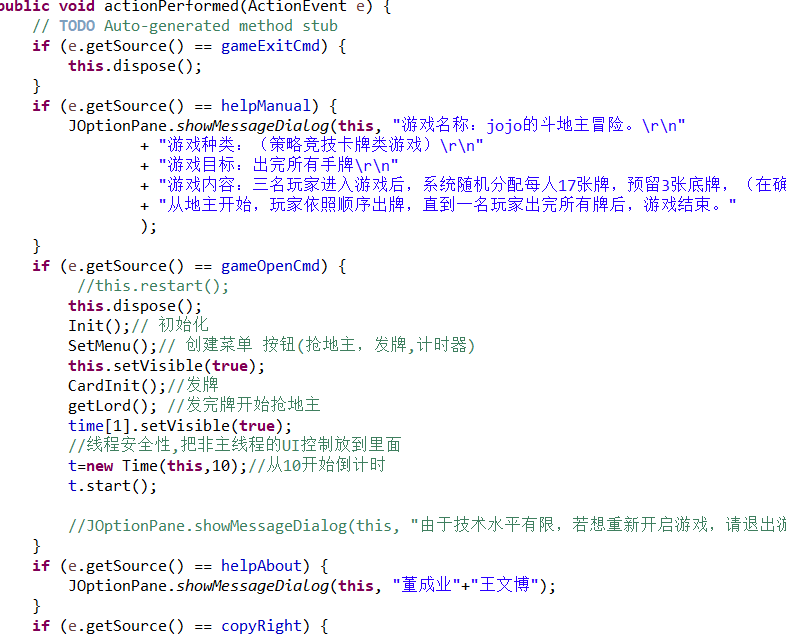 public void actionPerformed(ActionEvent e) {
// TODO Auto-generated method stub
if (e.getSource() == gameExitCmd) {
this.dispose();
}
if (e.getSource() == helpManual) {
JOptionPane.showMessageDialog(this, "游戏名称：jojo的斗地主冒险。\r\n"
+ "游戏种类：（策略竞技卡牌类游戏）\r\n"
+ "游戏目标：出完所有手牌\r\n"
+ "游戏内容：三名玩家进入游戏后，系统随机分配每人17张牌，预留3张底牌，（在确
+ "从地主开始，玩家依照顺序出牌，直到一名玩家出完所有牌后，游戏结束。"
);
}
if (e.getSource() == gameOpenCmd) {
//this.restart();
this.dispose();
Init();// 初始化
SetMenu();// 创建菜单 按钮(抢地主，发牌,计时器)
this.setVisible(true);
CardInit();//发牌
getLord(); //发完牌开始抢地主
time[1].setVisible(true);
//线程安全性,把非主线程的UI控制放到里面
t=new Time(this,10);//从10开始倒计时
t.start();
//JOptionPane.showMessageDialog(this, "由于技术水平有限，若想重新开启游戏，请退出游
}
if (e.getSource() == helpAbout) {
JOptionPane.showMessageDialog(this, "董成业"+"王文博");
}
if (e.getSource() == copyRight) {